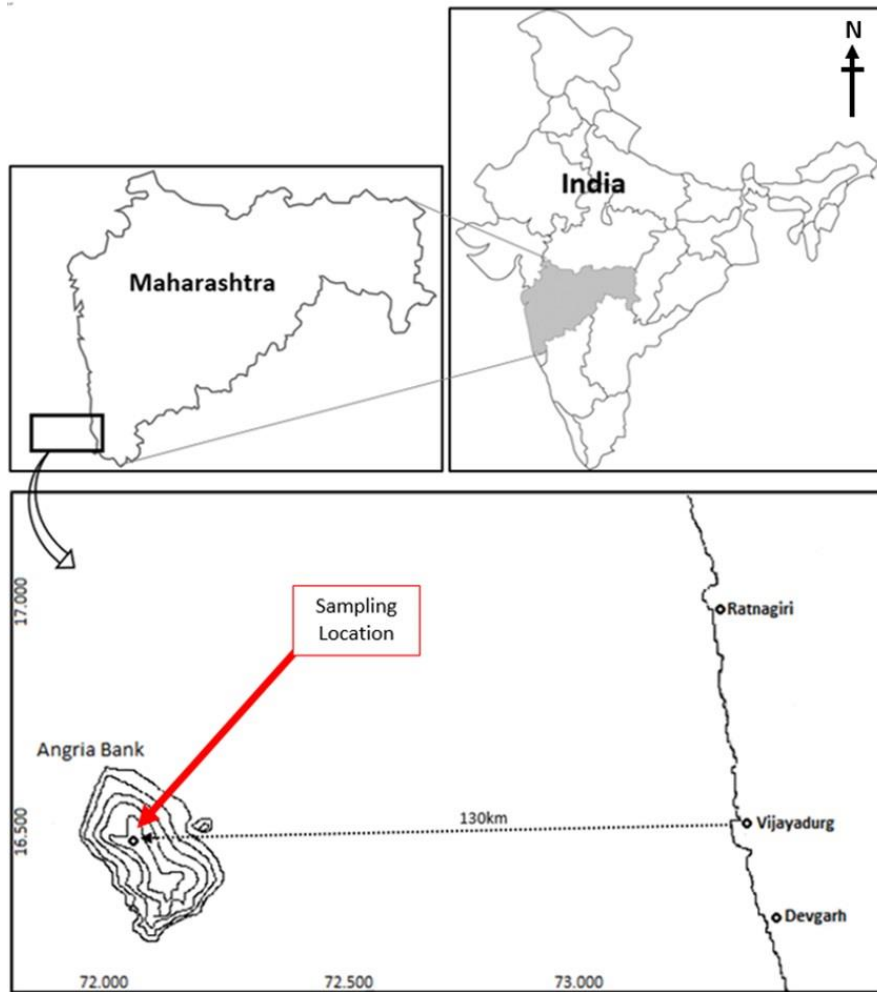 N
India
Maharashtra
17.000
Sampling
Location
Ratnagiri
Angria Bank
16.500
130km
Vijayadurg
Devgarh
72.000
72.500
73.000